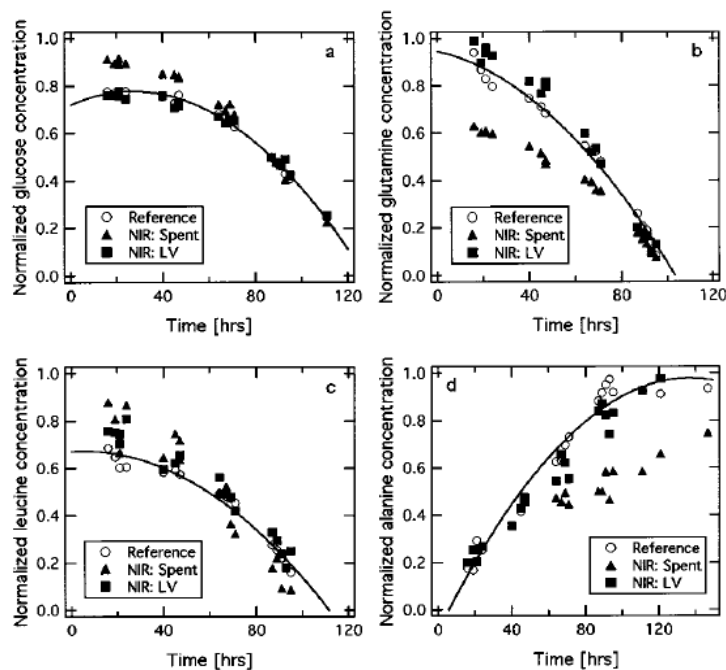 Normalized glucose concentration
1.0
0.8
0.6
0.4
0.2
0.0
a
Reference
NIR: Spent
NIR: LV
0 40 80 120
Time [hrs]
Normalized glutamine concentration
1.0
0.8
0.6
0.4
0.2
0.0
b
Reference
NIR: Spent
NIR: LV
0 40 80 120
Time [hrs]
Normalized leucine concentration
1.0
0.8
0.6
0.4
0.2
0.0
c
Reference
NIR: Spent
NIR: LV
0 40 80 120
Time [hrs]
Normalized alanine concentration
1.0
0.8
0.6
0.4
0.2
0.0
d
Reference
NIR: Spent
NIR: LV
0 40 80 120
Time [hrs]